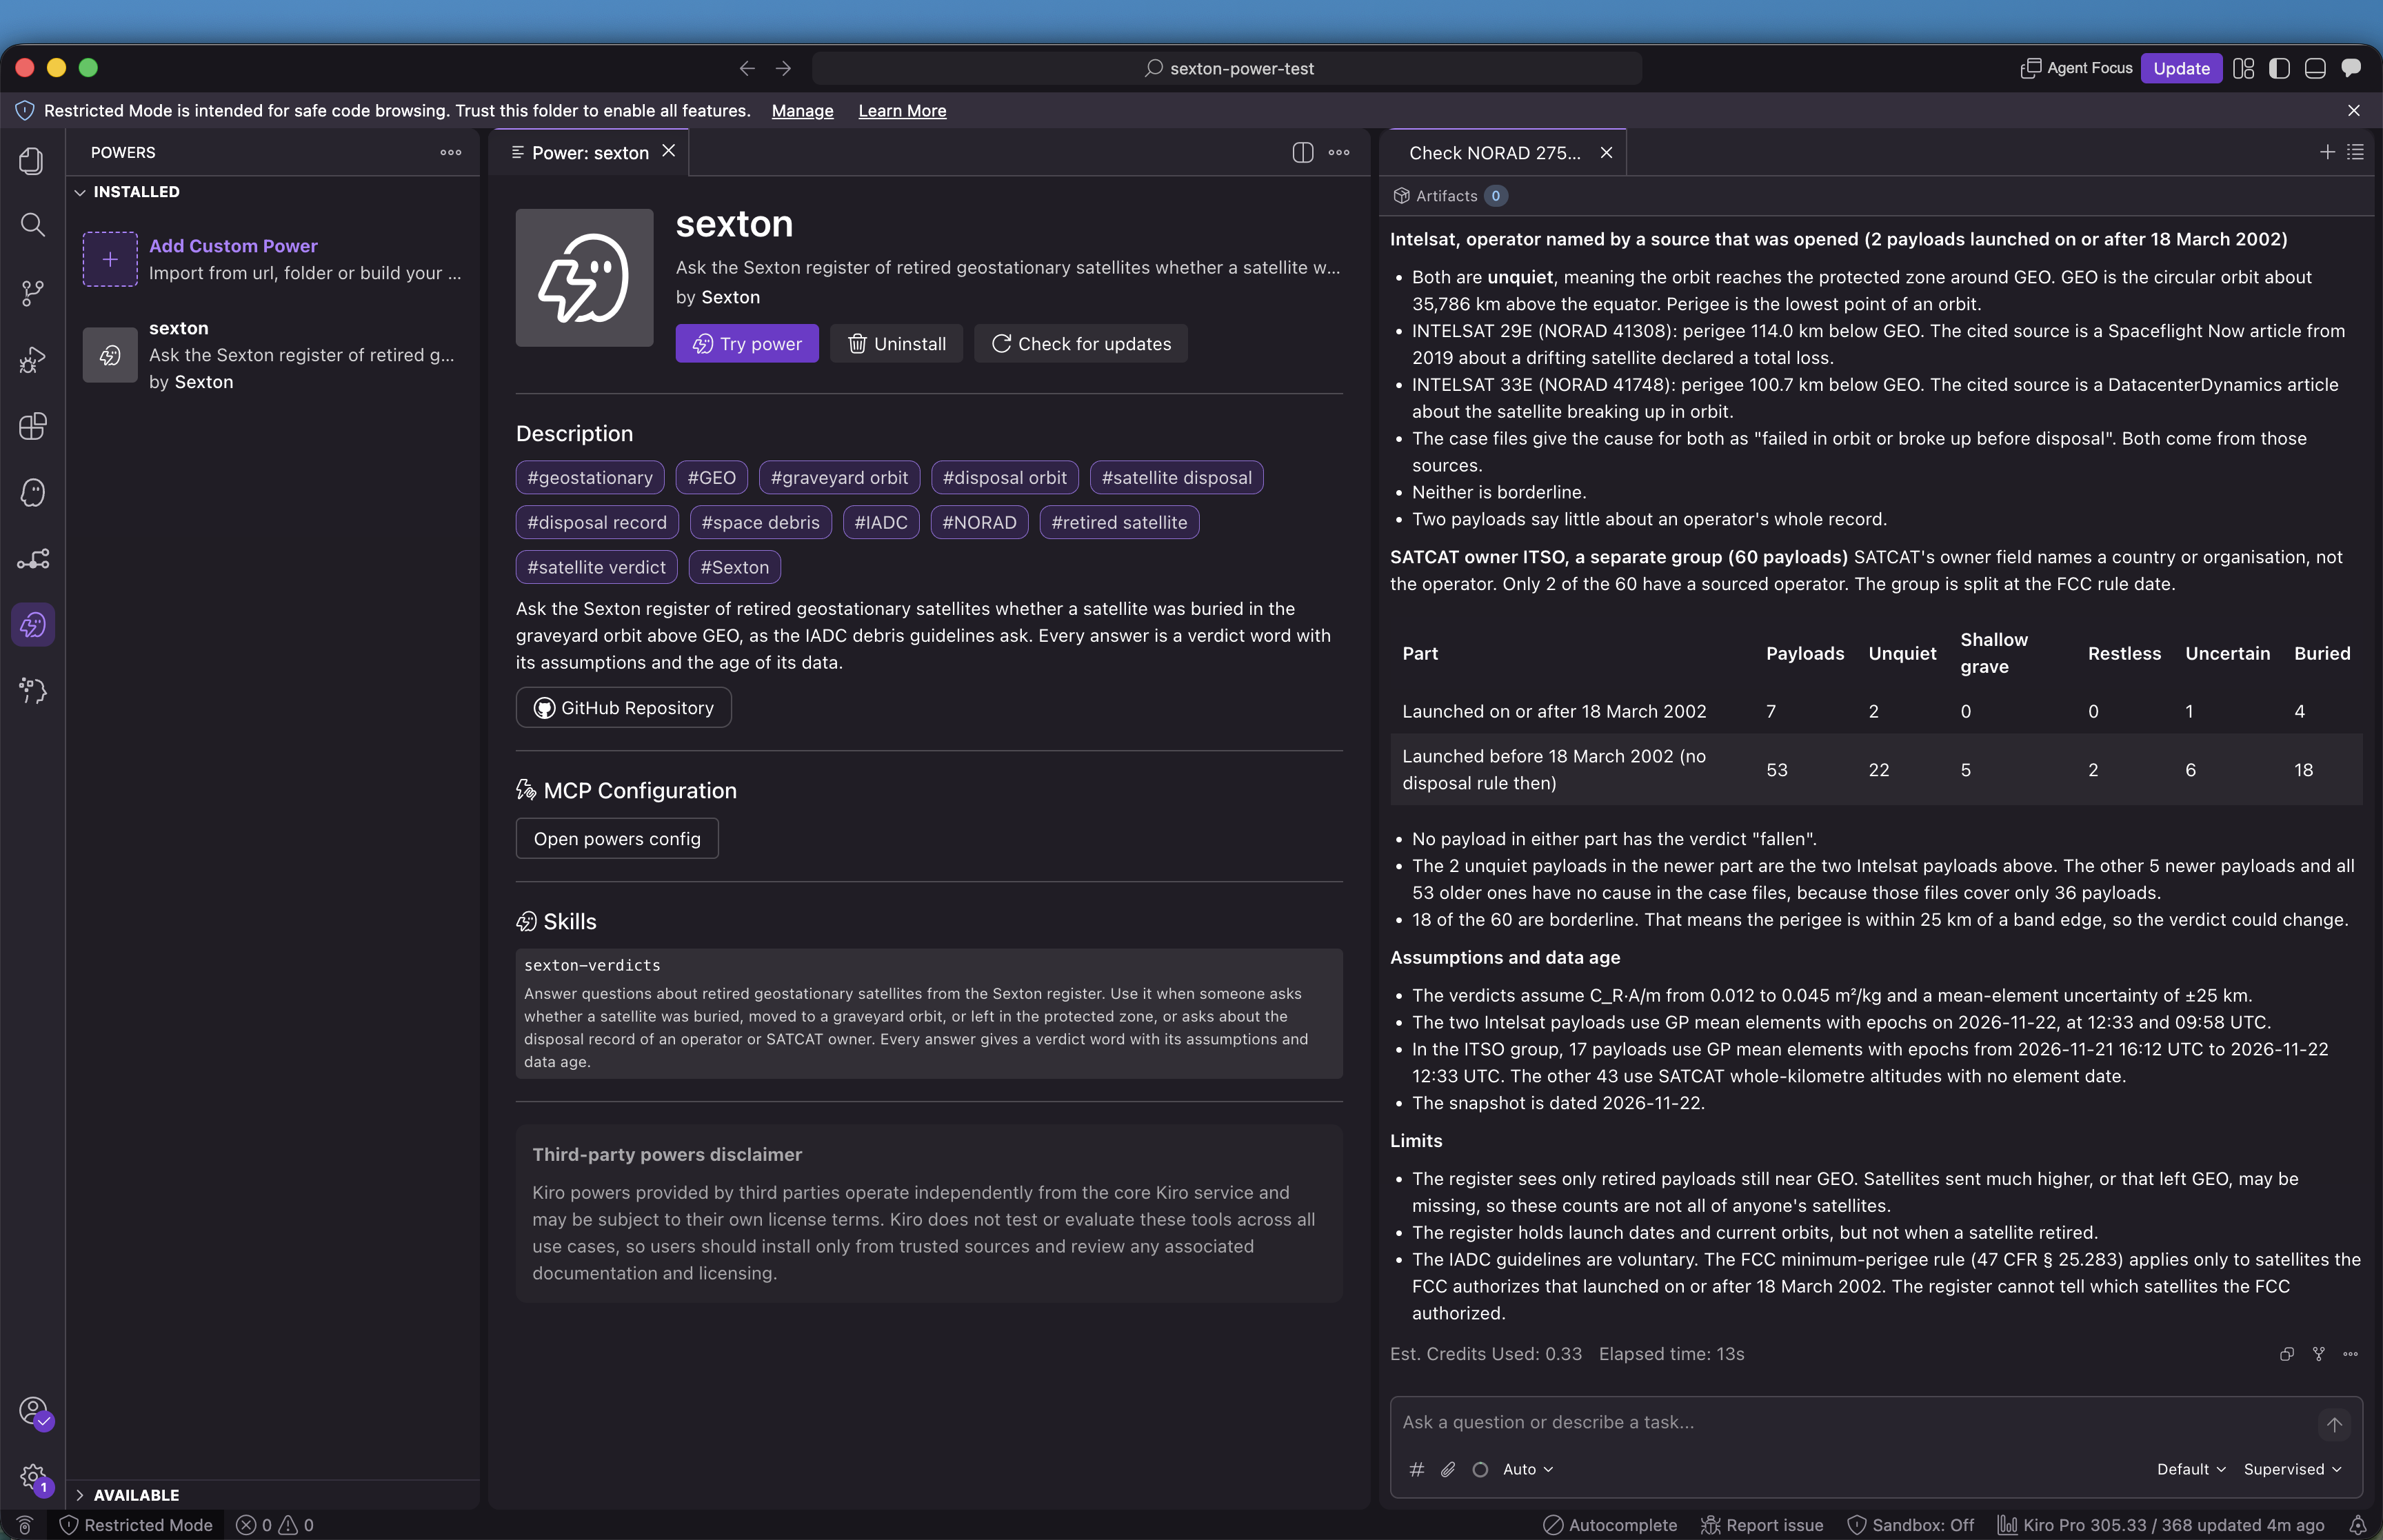 sexton-power-test
Agent Focus
Update
Restricted Mode is intended for safe code browsing. Trust this folder to enable all features. Manage Learn More
POWERS
INSTALLED
Add Custom Power
Import from url, folder or build your ...
sexton
Ask the Sexton register of retired g...
by Sexton
AVAILABLE
Power: sexton
sexton
Ask the Sexton register of retired geostationary satellites whether a satellite w...
by Sexton
Try power Uninstall Check for updates
Description
#geostationary #GEO #graveyard orbit #disposal orbit #satellite disposal
#disposal record #space debris #IADC #NORAD #retired satellite
#satellite verdict #Sexton
Ask the Sexton register of retired geostationary satellites whether a satellite was buried in the
graveyard orbit above GEO, as the IADC debris guidelines ask. Every answer is a verdict word with
its assumptions and the age of its data.
GitHub Repository
MCP Configuration
Open powers config
Skills
sexton-verdicts
Answer questions about retired geostationary satellites from the Sexton register. Use it when someone asks
whether a satellite was buried, moved to a graveyard orbit, or left in the protected zone, or asks about the
disposal record of an operator or SATCAT owner. Every answer gives a verdict word with its assumptions and
data age.
Third-party powers disclaimer
Kiro powers provided by third parties operate independently from the core Kiro service and
may be subject to their own license terms. Kiro does not test or evaluate these tools across all
use cases, so users should install only from trusted sources and review any associated
documentation and licensing.
Check NORAD 275...
Artifacts 0
Intelsat, operator named by a source that was opened (2 payloads launched on or after 18 March 2002)
• Both are unquiet, meaning the orbit reaches the protected zone around GEO. GEO is the circular orbit about
35,786 km above the equator. Perigee is the lowest point of an orbit.
• INTELSAT 29E (NORAD 41308): perigee 114.0 km below GEO. The cited source is a Spaceflight Now article from
2019 about a drifting satellite declared a total loss.
• INTELSAT 33E (NORAD 41748): perigee 100.7 km below GEO. The cited source is a DatacenterDynamics article
about the satellite breaking up in orbit.
• The case files give the cause for both as "failed in orbit or broke up before disposal". Both come from those
sources.
• Neither is borderline.
• Two payloads say little about an operator's whole record.
SATCAT owner ITSO, a separate group (60 payloads) SATCAT's owner field names a country or organisation, not
the operator. Only 2 of the 60 have a sourced operator. The group is split at the FCC rule date.
Part Payloads Unquiet Shallow grave Restless Uncertain Buried
Launched on or after 18 March 2002 7 2 0 0 1 4
Launched before 18 March 2002 (no disposal rule then) 53 22 5 2 6 18
• No payload in either part has the verdict "fallen".
• The 2 unquiet payloads in the newer part are the two Intelsat payloads above. The other 5 newer payloads and all
53 older ones have no cause in the case files, because those files cover only 36 payloads.
• 18 of the 60 are borderline. That means the perigee is within 25 km of a band edge, so the verdict could change.
Assumptions and data age
• The verdicts assume C_R·A/m from 0.012 to 0.045 m²/kg and a mean-element uncertainty of ±25 km.
• The two Intelsat payloads use GP mean elements with epochs on 2026-11-22, at 12:33 and 09:58 UTC.
• In the ITSO group, 17 payloads use GP mean elements with epochs from 2026-11-21 16:12 UTC to 2026-11-22
12:33 UTC. The other 43 use SATCAT whole-kilometre altitudes with no element date.
• The snapshot is dated 2026-11-22.
Limits
• The register sees only retired payloads still near GEO. Satellites sent much higher, or that left GEO, may be
missing, so these counts are not all of anyone's satellites.
• The register holds launch dates and current orbits, but not when a satellite retired.
• The IADC guidelines are voluntary. The FCC minimum-perigee rule (47 CFR § 25.283) applies only to satellites the
FCC authorizes that launched on or after 18 March 2002. The register cannot tell which satellites the FCC
authorized.
Est. Credits Used: 0.33 Elapsed time: 13s
Ask a question or describe a task...
# Auto Default Supervised
1
Restricted Mode 0 0
Autocomplete Report issue Sandbox: Off Kiro Pro 305.33 / 368 updated 4m ago